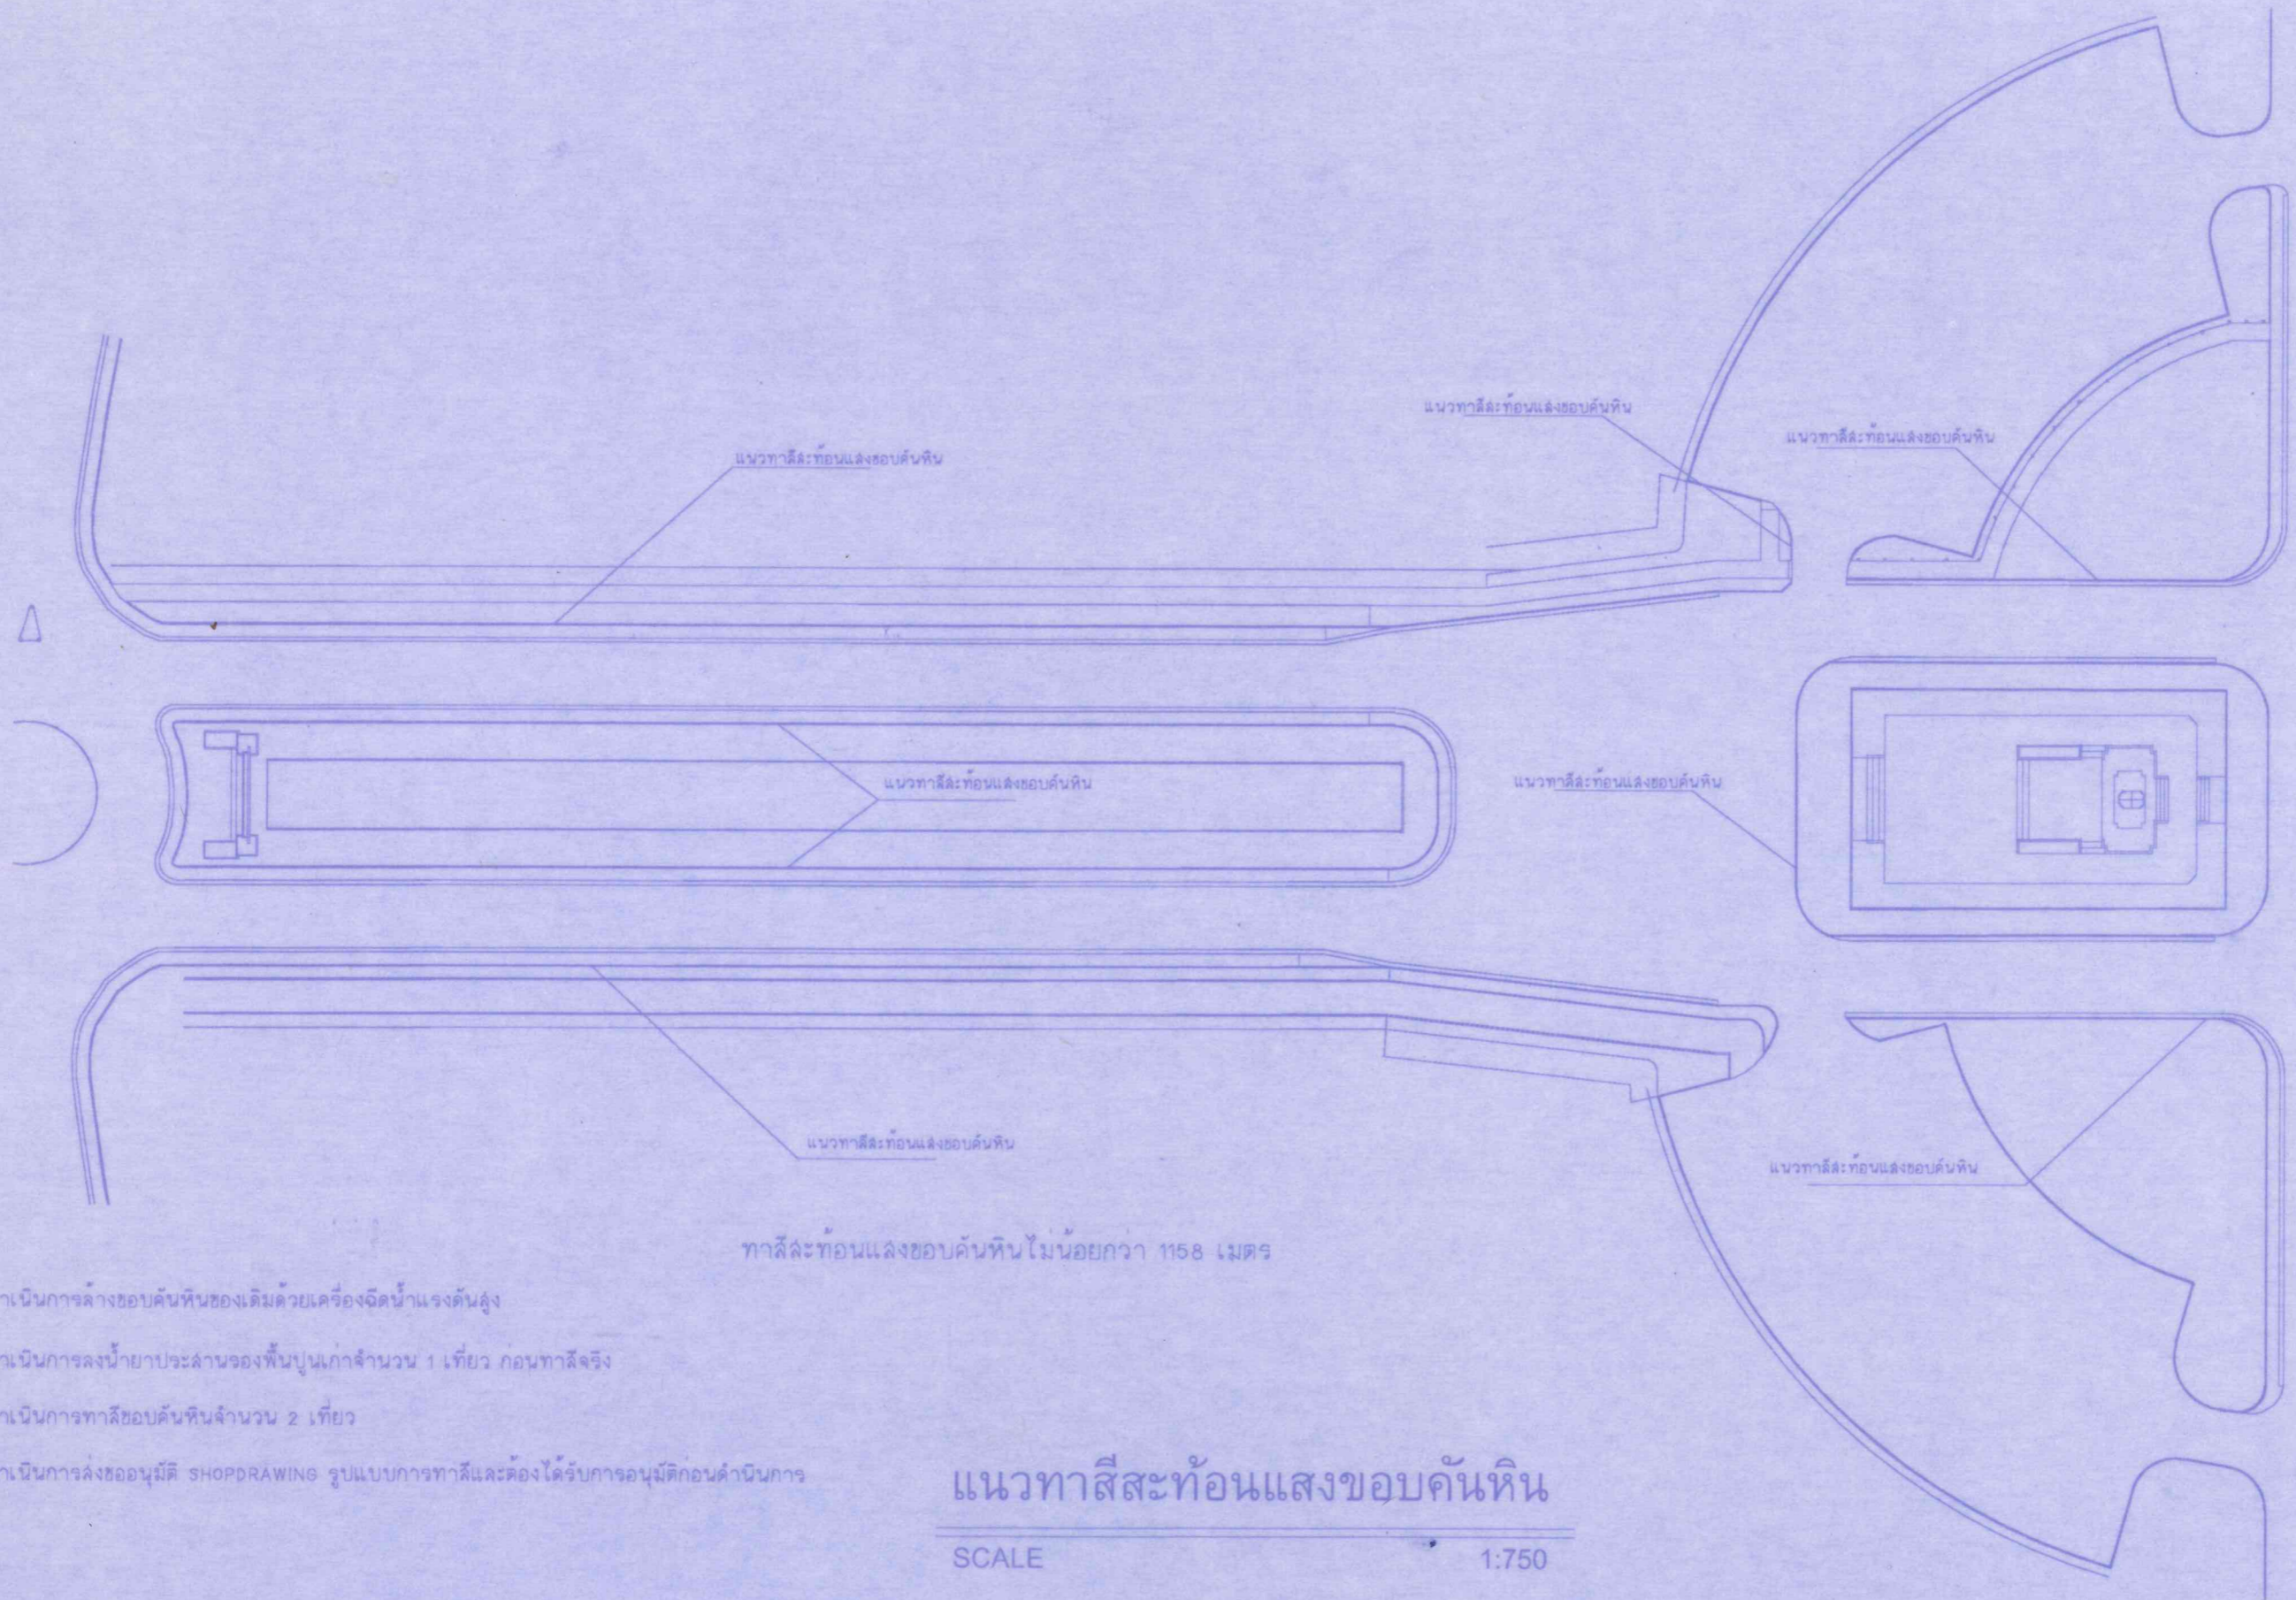 แนวทาสีสะท้อนแสงขอบคันหิน
แนวทาสีสะท้อนแสงขอบคันหิน
แนวทาสีสะท้อนแสงขอบคันหิน
แนวทาสีสะท้อนแสงขอบคันหิน
แนวทาสีสะท้อนแสงขอบคันหิน
แนวทาสีสะท้อนแสงขอบคันหิน
แนวทาสีสะท้อนแสงขอบคันหิน
ทาสีสะท้อนแสงขอบคันหินไม่น้อยกว่า 1158 เมตร
าเนินการล้างขอบคันหินของเดิมด้วยเครื่องฉีดน้ำแรงดันสูง
าเนินการลงน้ำยาประสานรองพื้นปูนเก่าจำนวน 1 เที่ยว ก่อนทาสีจริง
าเนินการทาสีขอบคันหินจำนวน 2 เที่ยว
าเนินการส่งขออนุมัติ SHOPDRAWING รูปแบบการทาสีและต้องได้รับการอนุมัติก่อนดำนินการ
แนวทาสีสะท้อนแสงขอบคันหิน
SCALE 1:750